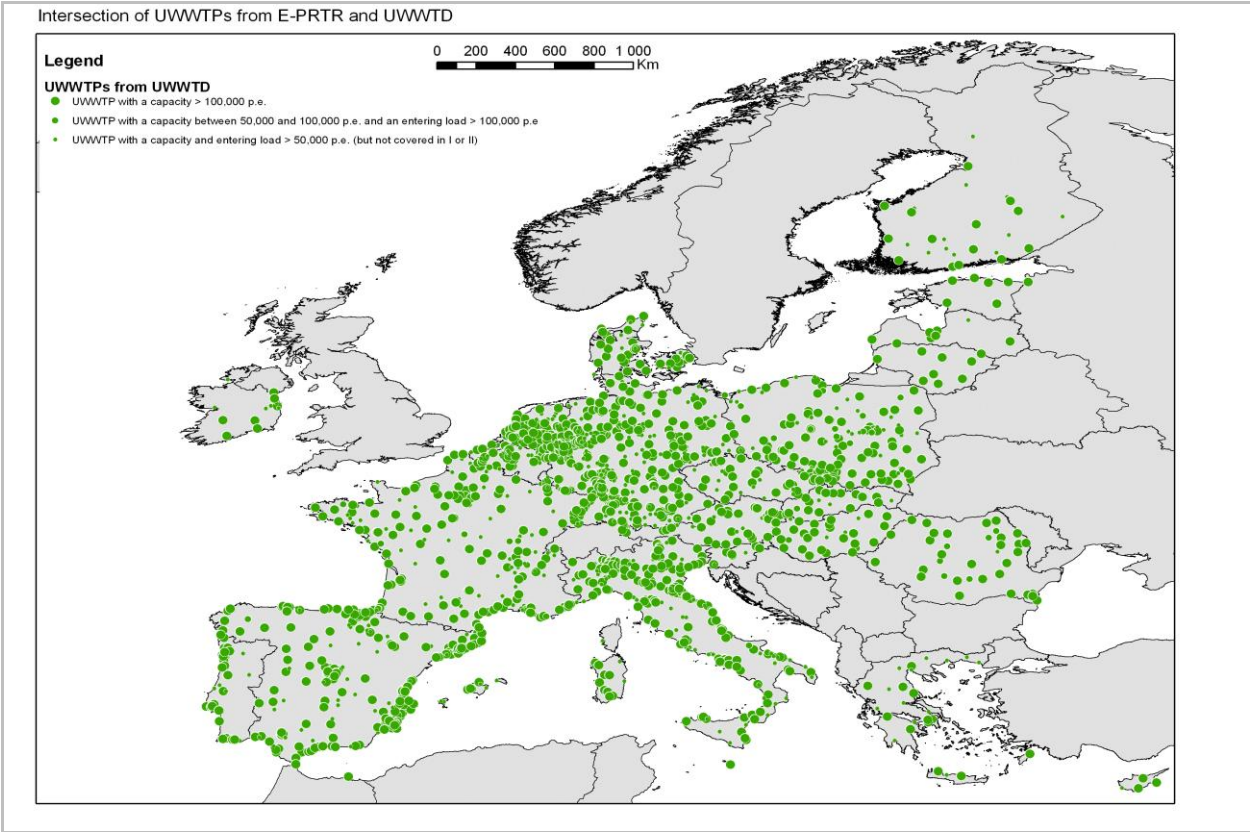 Intersection of UWWTPs from E-PRTR and UWWTD
Legend
UWWTPs from UWWTD
UWWTP with a capacity > 100,000 p.e.
UWWTP with a capacity between 50,000 and 100,000 p.e. and an entering load > 100,000 p.e
UWWTP with a capacity and entering load > 50,000 p.e. (but not covered in I or II)
0 200 400 600 800 1 000
Km